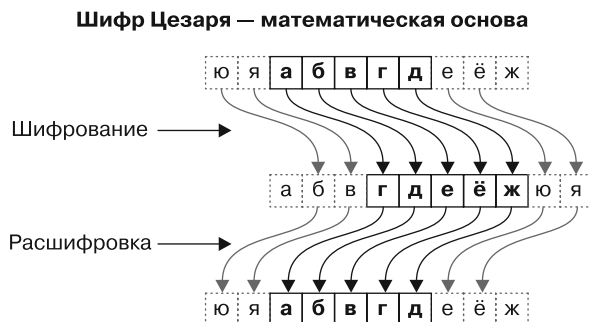 Шифр Цезаря — математическая основа
ю я а б в г д е ё ж
Шифрование
а б в г д е ё ж ю я
Расшифровка
ю я а б в г д е ё ж